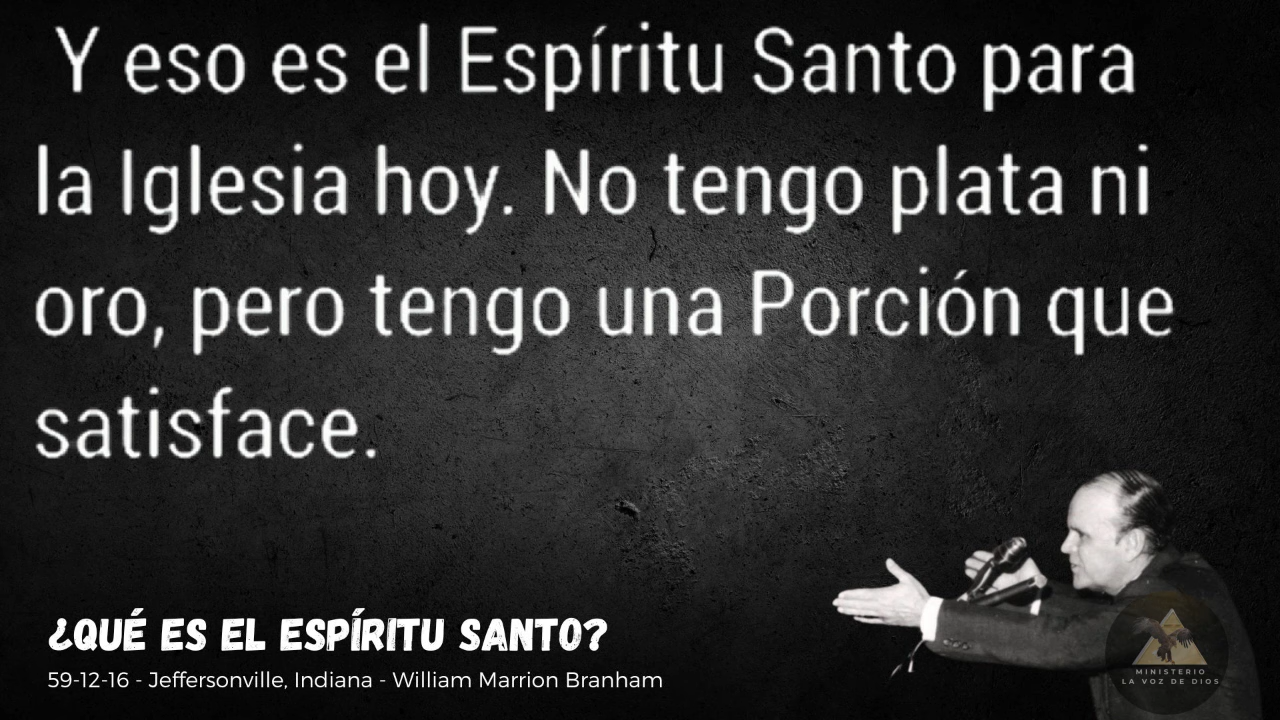 Y eso es el Espíritu Santo para
la Iglesia hoy. No tengo plata ni
oro, pero tengo una Porción que
satisface.
¿QUÉ ES EL ESPÍRITU SANTO?
59-12-16 - Jeffersonville, Indiana - William Marrion Branham
MINISTERIO
LA VOZ DE DIOS